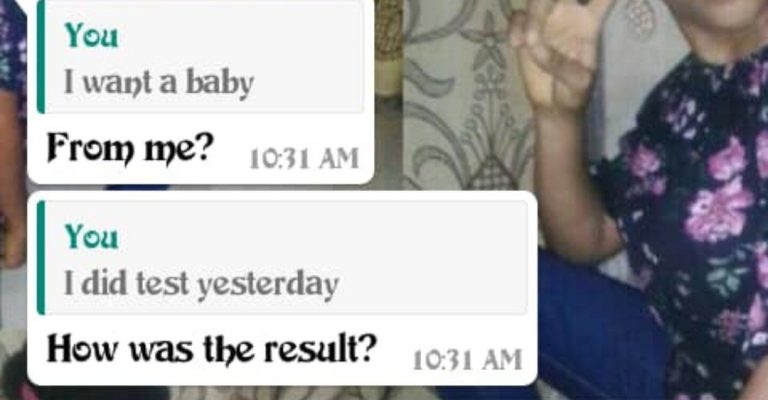 You
I want a baby
From me?
10:31 AM
You
I did test yesterday
How was the result?
10:31 AM